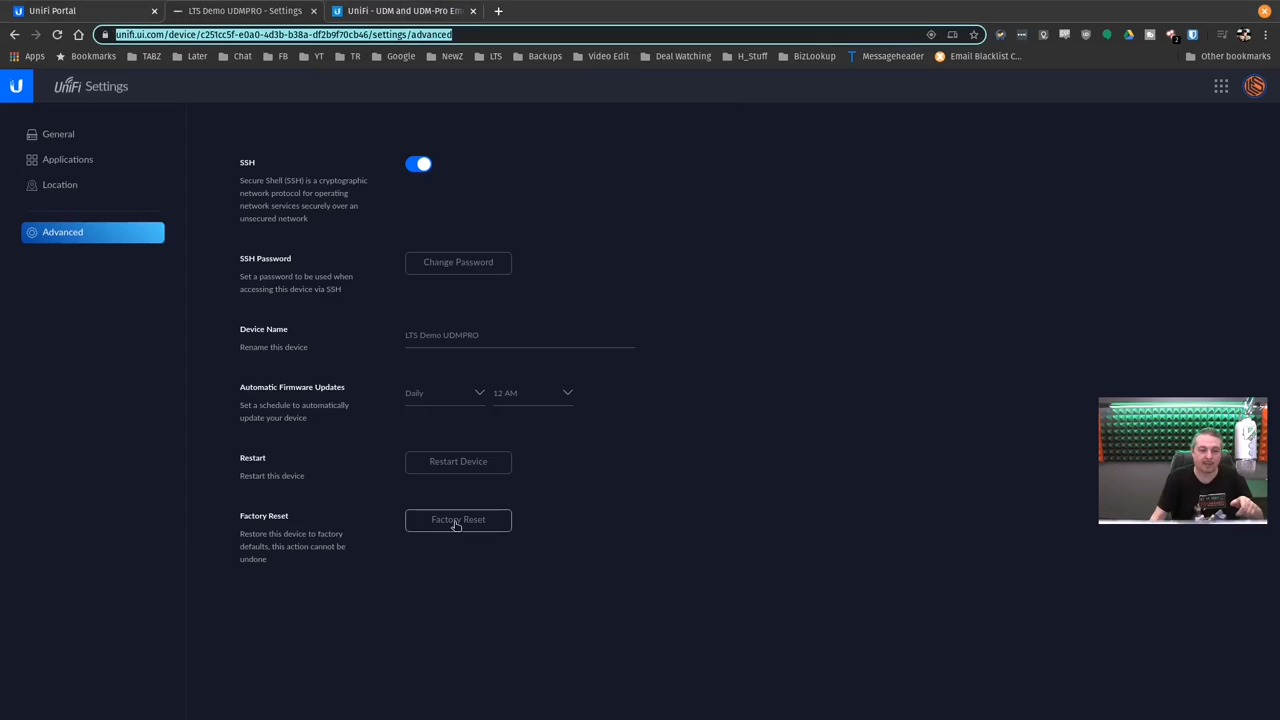 UniFi Portal
LTS Demo UDMPRO - Settings
UniFi - UDM and UDM-Pro Em
unifi.ui.com/device/c251cc5f-e0a0-4d3b-b38a-df2b9f70cb46/settings/advanced
Apps Bookmarks TABZ Later Chat FB YT TR Google NewZ LTS Backups Video Edit Deal Watching H_Stuff BizLookup Messageheader Email Blacklist C... Other bookmarks
UniFi Settings
General
Applications
Location
Advanced
SSH
Secure Shell (SSH) is a cryptographic
network protocol for operating
network services securely over an
unsecured network
SSH Password
Set a password to be used when
accessing this device via SSH
Change Password
Device Name
Rename this device
LTS Demo UDMPRO
Automatic Firmware Updates
Set a schedule to automatically
update your device
Daily 12 AM
Restart
Restart this device
Restart Device
Factory Reset
Restore this device to factory
defaults, this action cannot be
undone
Factory Reset